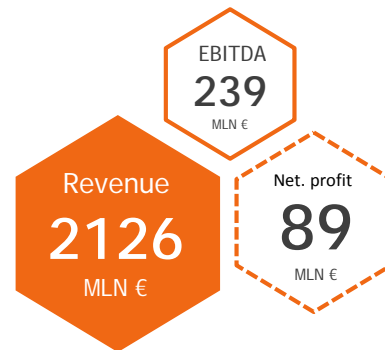 EBITDA
239
MLN €
Revenue
2126
MLN €
Net. profit
89
MLN €